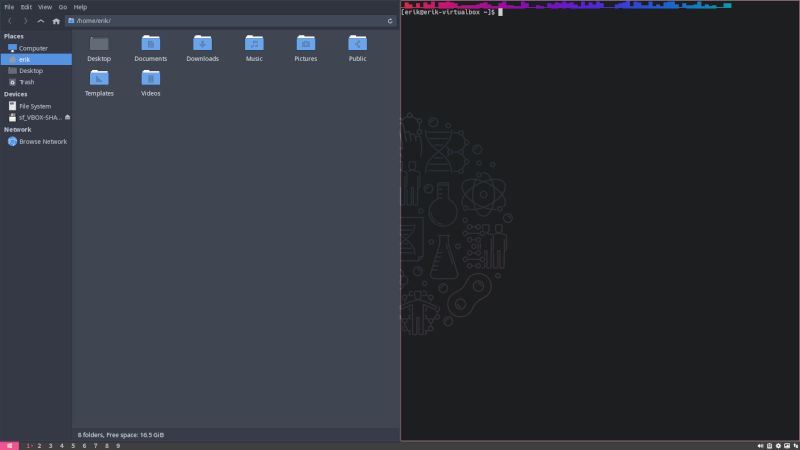 File Edit View Go Help
/home/erik/
Places
Computer
erik
Desktop
Trash
Devices
File System
sf_VBOX-SHA...
Network
Browse Network
Desktop Documents Downloads Music Pictures Public
Templates Videos
8 folders, Free space: 16.5 GiB
[erik@erik-virtualbox ~]$
1 2 3 4 5 6 7 8 9